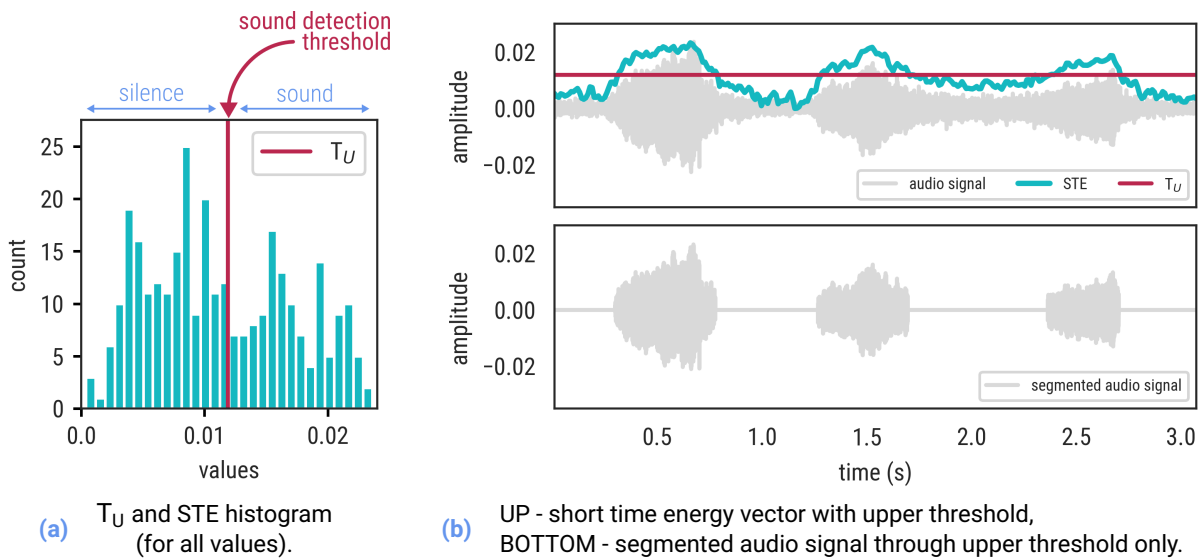 sound detection
threshold
silence
sound
T_U
25
20
15
10
5
0
count
0.0
0.01
0.02
values
(a)
T_U and STE histogram
(for all values).
0.02
0.00
−0.02
amplitude
audio signal
STE
T_U
0.02
0.00
−0.02
amplitude
segmented audio signal
0.5
1.0
1.5
2.0
2.5
3.0
time (s)
(b)
UP - short time energy vector with upper threshold,
BOTTOM - segmented audio signal through upper threshold only.